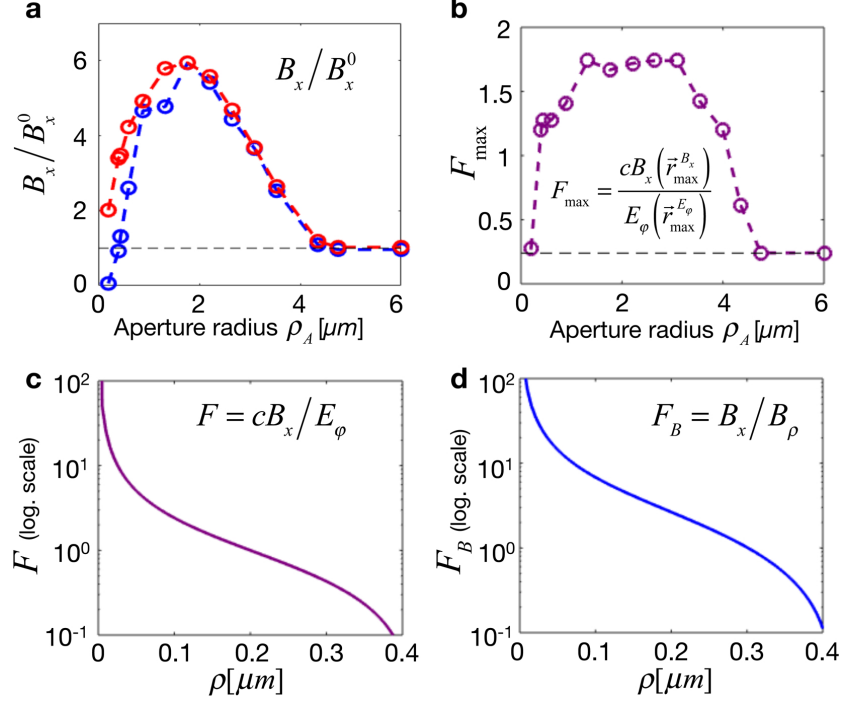 a
B_x/B_x^0
6
4
2
0
B_x/B_x^0
0
2
4
6
Aperture radius ρ_A [μm]
b
F_max
2
1.5
1
0.5
0
F_max = cB_x(r⃗_max^{B_x}) / E_φ(r⃗_max^{E_φ})
0
2
4
6
Aperture radius ρ_A [μm]
c
F (log. scale)
10^2
10^1
10^0
10^-1
F = cB_x/E_φ
0
0.1
0.2
0.3
0.4
ρ[μm]
d
F_B (log. scale)
10^2
10^1
10^0
10^-1
F_B = B_x/B_ρ
0
0.1
0.2
0.3
0.4
ρ[μm]